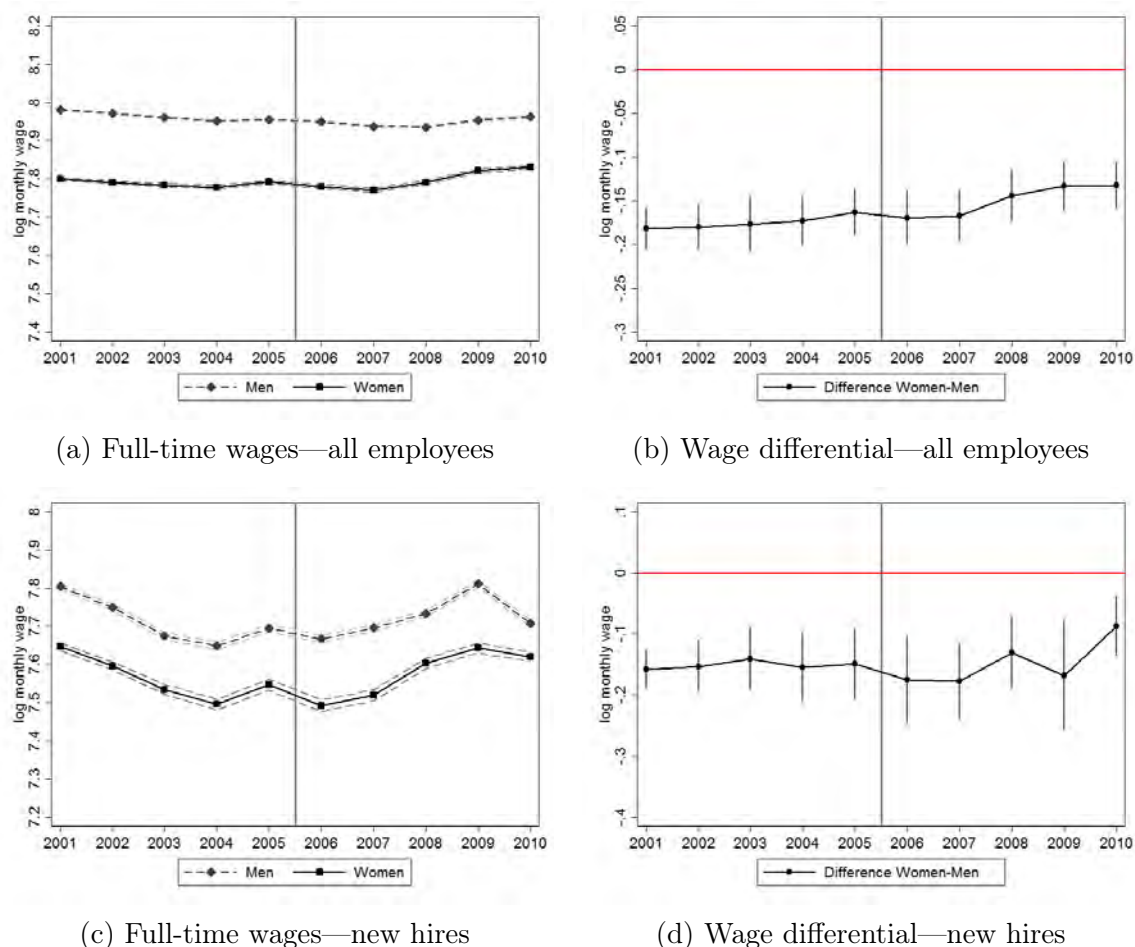 log monthly wage
8.2
8.1
8
7.9
7.8
7.7
7.6
7.5
7.4
2001 2002 2003 2004 2005 2006 2007 2008 2009 2010
Men Women
(a) Full-time wages—all employees
log monthly wage
.05
0
-.05
-.1
-.15
-.2
-.25
-.3
2001 2002 2003 2004 2005 2006 2007 2008 2009 2010
Difference Women-Men
(b) Wage differential—all employees
log monthly wage
8
7.9
7.8
7.7
7.6
7.5
7.4
7.3
7.2
2001 2002 2003 2004 2005 2006 2007 2008 2009 2010
Men Women
(c) Full-time wages—new hires
log monthly wage
.1
0
-.1
-.2
-.3
-.4
2001 2002 2003 2004 2005 2006 2007 2008 2009 2010
Difference Women-Men
(d) Wage differential—new hires